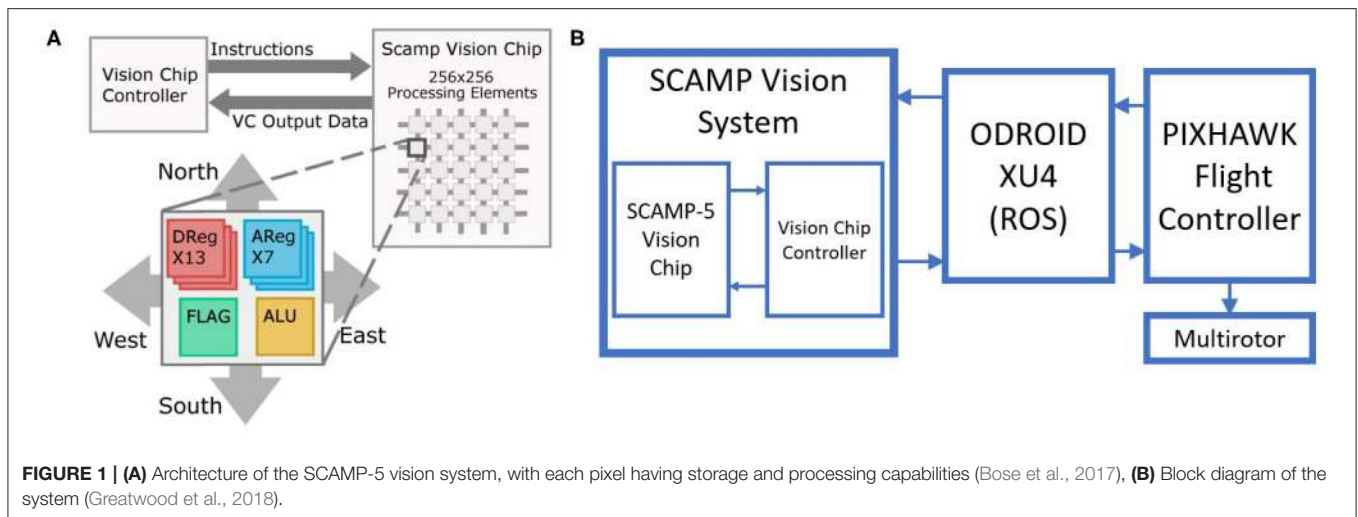 A
Instructions
Vision Chip
Controller
VC Output Data
Scamp Vision Chip
256x256
Processing Elements
North
DReg
X13
AReg
X7
FLAG
ALU
West
East
South
B
SCAMP Vision
System
SCAMP-5
Vision
Chip
Vision Chip
Controller
ODROID
XU4
(ROS)
PIXHAWK
Flight
Controller
Multirotor
FIGURE 1 | (A) Architecture of the SCAMP-5 vision system, with each pixel having storage and processing capabilities (Bose et al., 2017), (B) Block diagram of the
system (Greatwood et al., 2018).